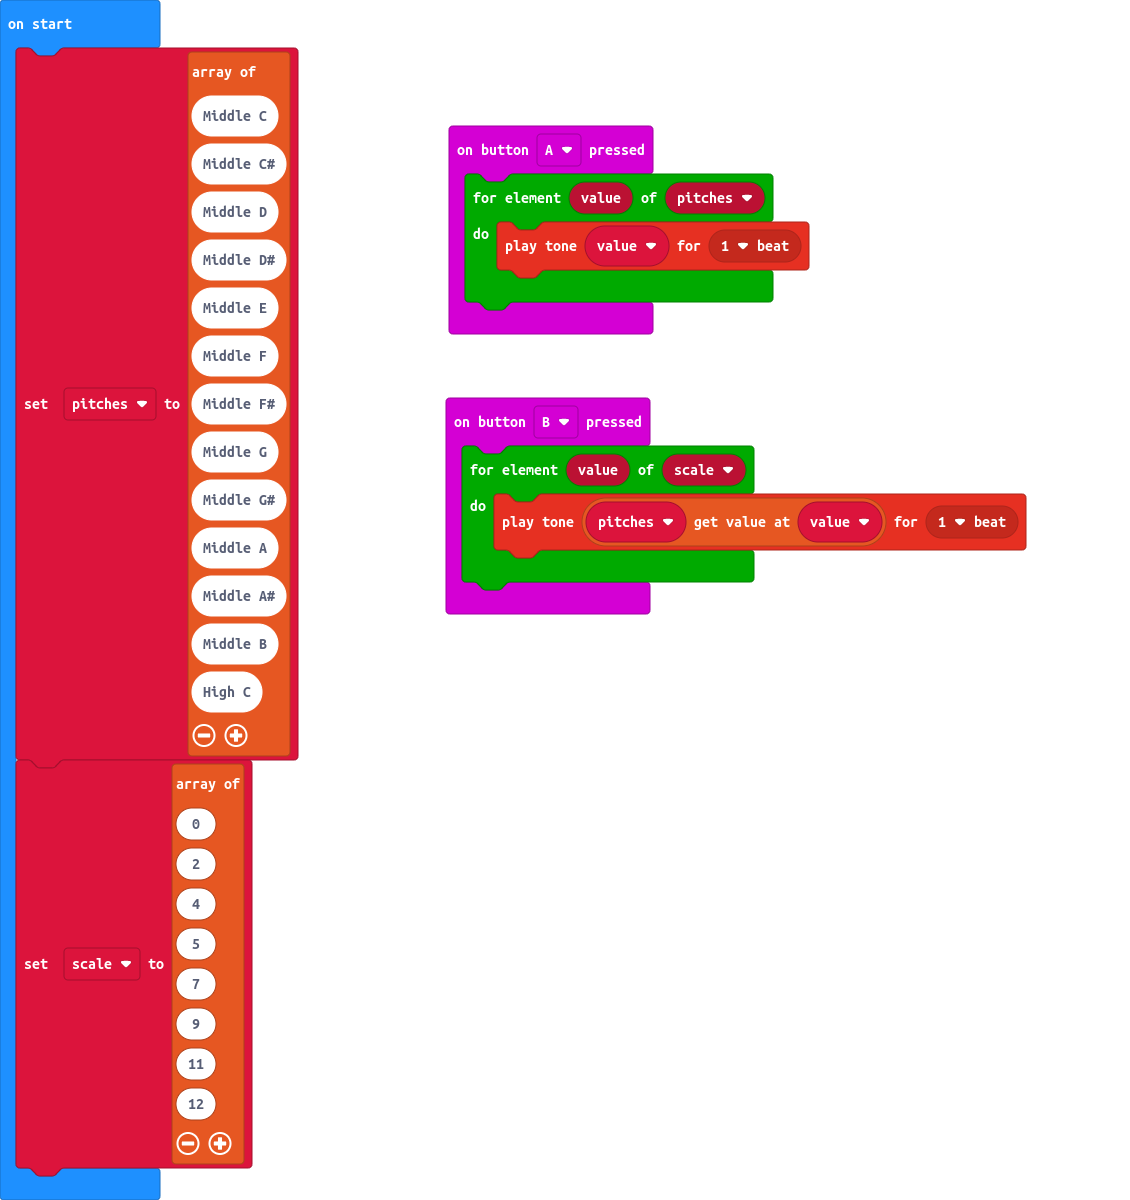 on start
array of
Middle C
Middle C#
Middle D
Middle D#
Middle E
Middle F
set pitches to Middle F#
Middle G
Middle G#
Middle A
Middle A#
Middle B
High C
array of
0
2
4
5
set scale to
7
9
11
12
on button A pressed
for element value of pitches
do
play tone value for 1 beat
on button B pressed
for element value of scale
do
play tone pitches get value at value for 1 beat